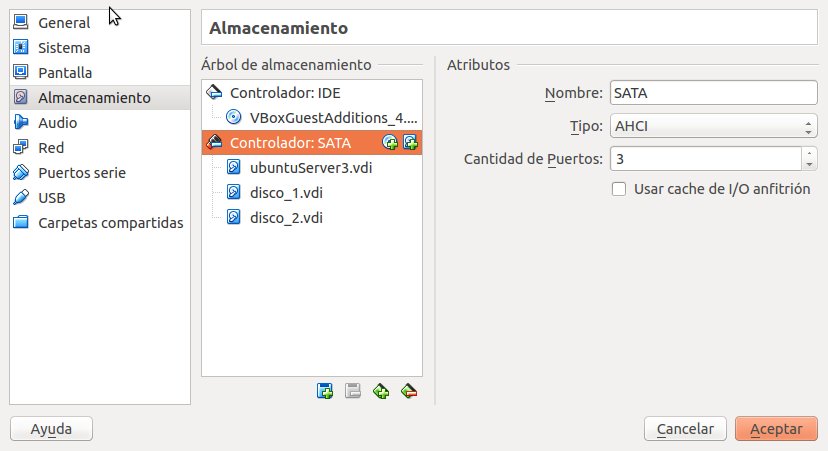 General
Sistema
Pantalla
Almacenamiento
Audio
Red
Puertos serie
USB
Carpetas compartidas
Almacenamiento
Árbol de almacenamiento
Controlador: IDE
VBoxGuestAdditions_4....
Controlador: SATA
ubuntuServer3.vdi
disco_1.vdi
disco_2.vdi
Atributos
Nombre: SATA
Tipo: AHCI
Cantidad de Puertos: 3
Usar cache de I/O anfitrión
Ayuda
Cancelar
Aceptar